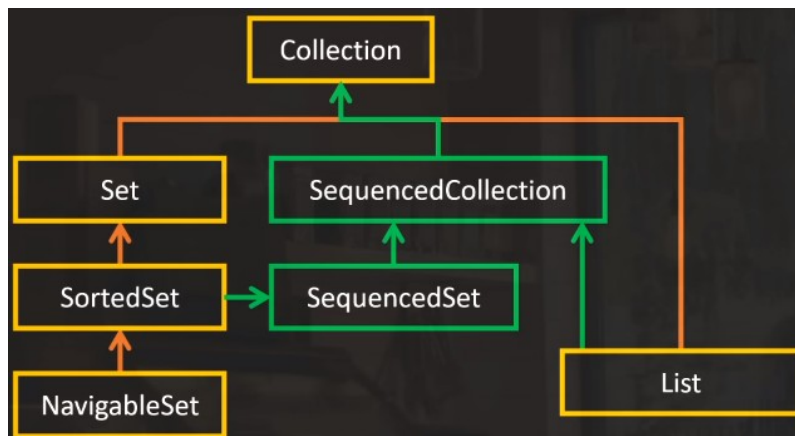 Collection
Set
SequencedCollection
SortedSet
SequencedSet
List
NavigableSet